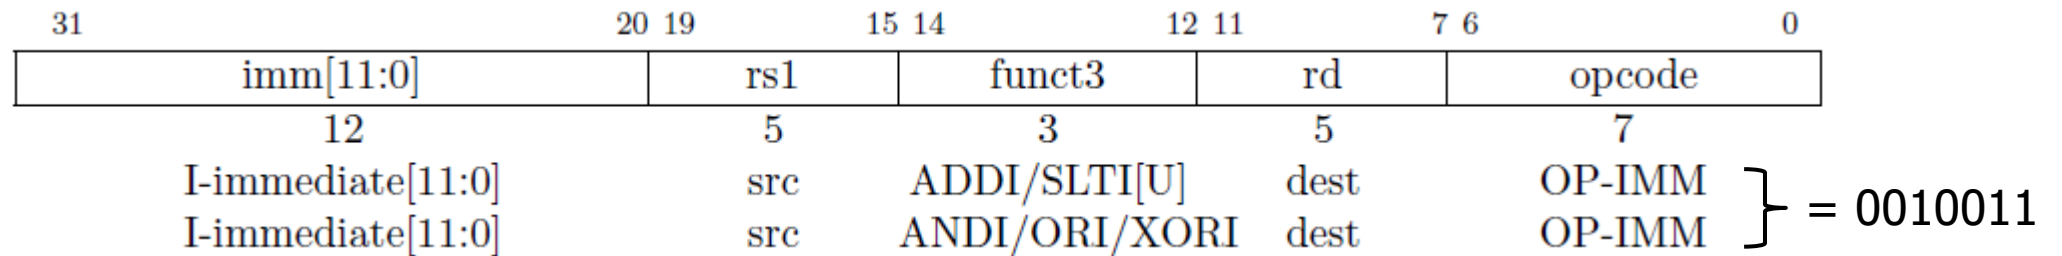 31 20 19 15 14 12 11 7 6 0
imm[11:0] rs1 funct3 rd opcode
12 5 3 5 7
I-immediate[11:0] src ADDI/SLTI[U] dest OP-IMM
I-immediate[11:0] src ANDI/ORI/XORI dest OP-IMM
= 0010011